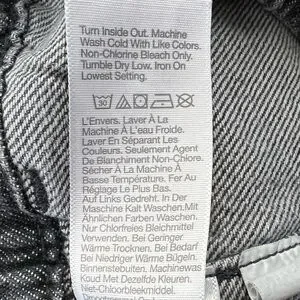 Turn Inside Out. Machine
Wash Cold With Like Colors.
Non-Chlorine Bleach Only.
Tumble Dry Low. Iron On
Lowest Setting.
30
L'Envers. Laver À La
Machine À L'eau Froide.
Laver En Séparant Les
Couleurs. Seulement Agent
De Blanchiment Non-Chlore.
Sécher À La Machine À
Basse Température. Fer Au
Réglage Le Plus Bas.
Auf Links Gedreht. In Der
Maschine Kalt Waschen.Mit
Ähnlichen Farben Waschen.
Nur Chlorfreies Bleichmittel
Verwenden. Bei Geringer
Wärme Trocknen. Bei Bedarf
Bei Niedriger Wärme Bügeln.
Binnenstebuiten. Machinewas
Koud Met Dezelfde Kleuren.
Niet-Chloorbleekmiddel.